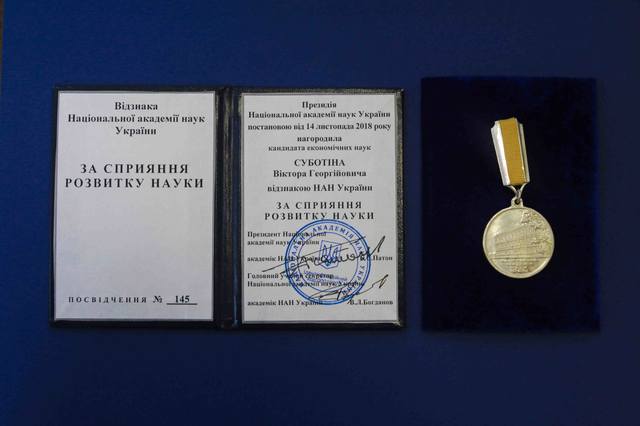 Відзнака
Національної академії наук
України
ЗА СПРИЯННЯ
РОЗВИТКУ НАУКИ
ПОСВІДЧЕННЯ № 145
Президія
Національної академії наук України
постановою від 14 листопада 2018 року
нагородила
кандидата економічних наук
СУБОТІНА
Віктора Георгійовича
відзнакою НАН України
ЗА СПРИЯННЯ
РОЗВИТКУ НАУКИ
Президент Національної
академії наук України
академік НАН України Патон
Головний учений секретар
Національної академії наук України
академік НАН України В.Л.Богданов